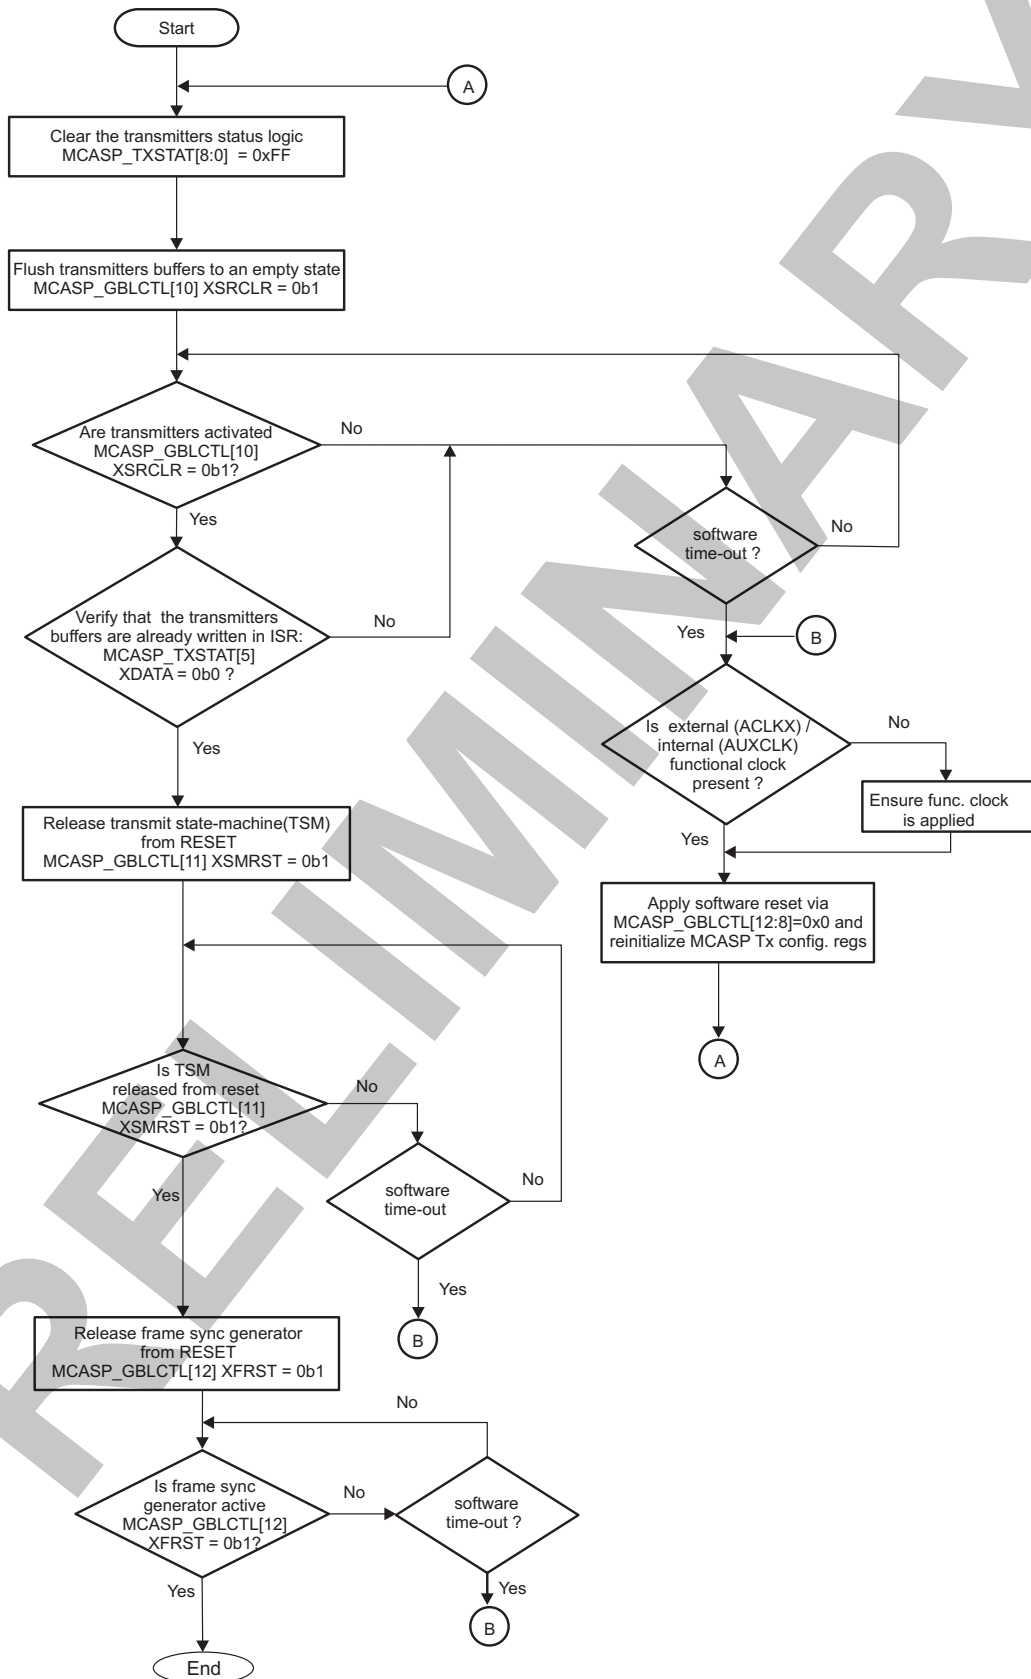 Start
A
Clear the transmitters status logic
MCASP_TXSTAT[8:0] = 0xFF
Flush transmitters buffers to an empty state
MCASP_GBLCTL[10] XSRCLR = 0b1
Are transmitters activated
MCASP_GBLCTL[10]
XSRCLR = 0b1?
No
Yes
software
time-out ?
No
Yes
B
Verify that the transmitters
buffers are already written in ISR:
MCASP_TXSTAT[5]
XDATA = 0b0 ?
No
Yes
Is external (ACLKX) /
internal (AUXCLK)
functional clock
present ?
No
Yes
Ensure func. clock
is applied
Release transmit state-machine(TSM)
from RESET
MCASP_GBLCTL[11] XSMRST = 0b1
Apply software reset via
MCASP_GBLCTL[12:8]=0x0 and
reinitialize MCASP Tx config. regs
A
Is TSM
released from reset
MCASP_GBLCTL[11]
XSMRST = 0b1?
No
Yes
software
time-out
No
Yes
B
Release frame sync generator
from RESET
MCASP_GBLCTL[12] XFRST = 0b1
No
Is frame sync
generator active
MCASP_GBLCTL[12]
XFRST = 0b1?
No
Yes
software
time-out ?
Yes
B
End
PRELIMINARY